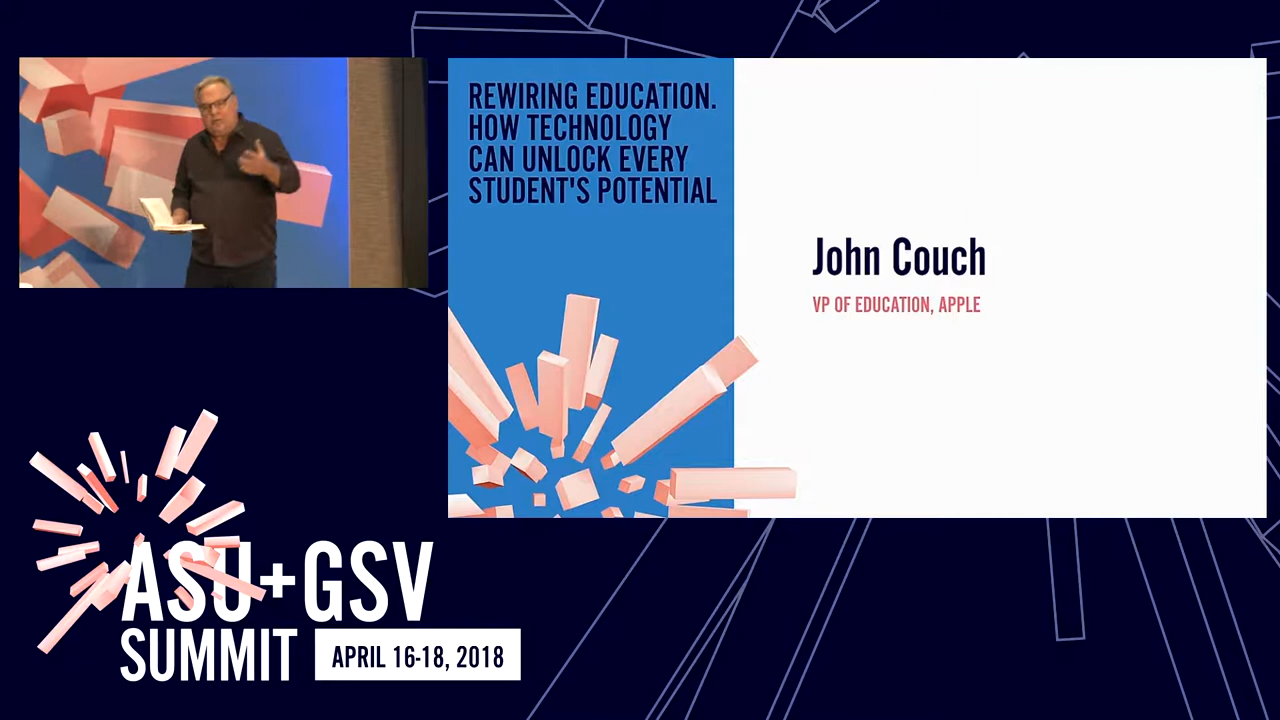 REWIRING EDUCATION.
HOW TECHNOLOGY
CAN UNLOCK EVERY
STUDENT'S POTENTIAL
John Couch
VP OF EDUCATION, APPLE
ASU+GSV
SUMMIT
APRIL 16-18, 2018